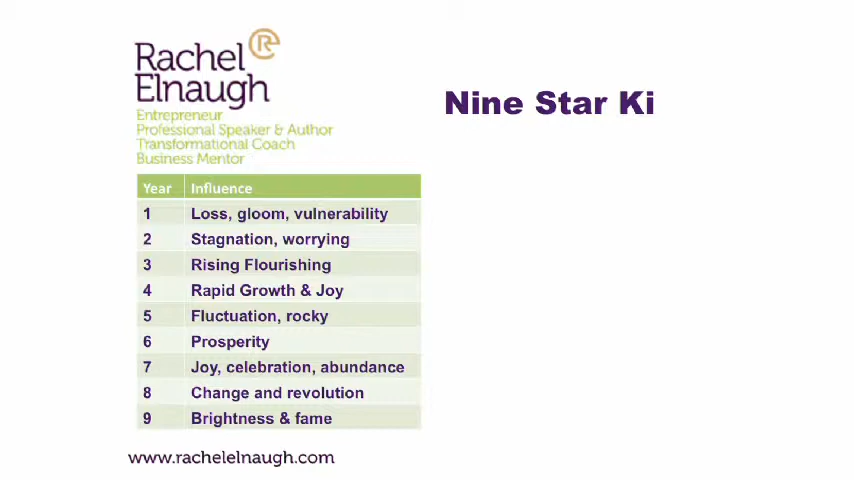 Rachel
Elnaugh
Entrepreneur
Professional Speaker & Author
Transformational Coach
Business Mentor
Nine Star Ki
Year Influence
1 Loss, gloom, vulnerability
2 Stagnation, worrying
3 Rising Flourishing
4 Rapid Growth & Joy
5 Fluctuation, rocky
6 Prosperity
7 Joy, celebration, abundance
8 Change and revolution
9 Brightness & fame
www.rachelelnaugh.com